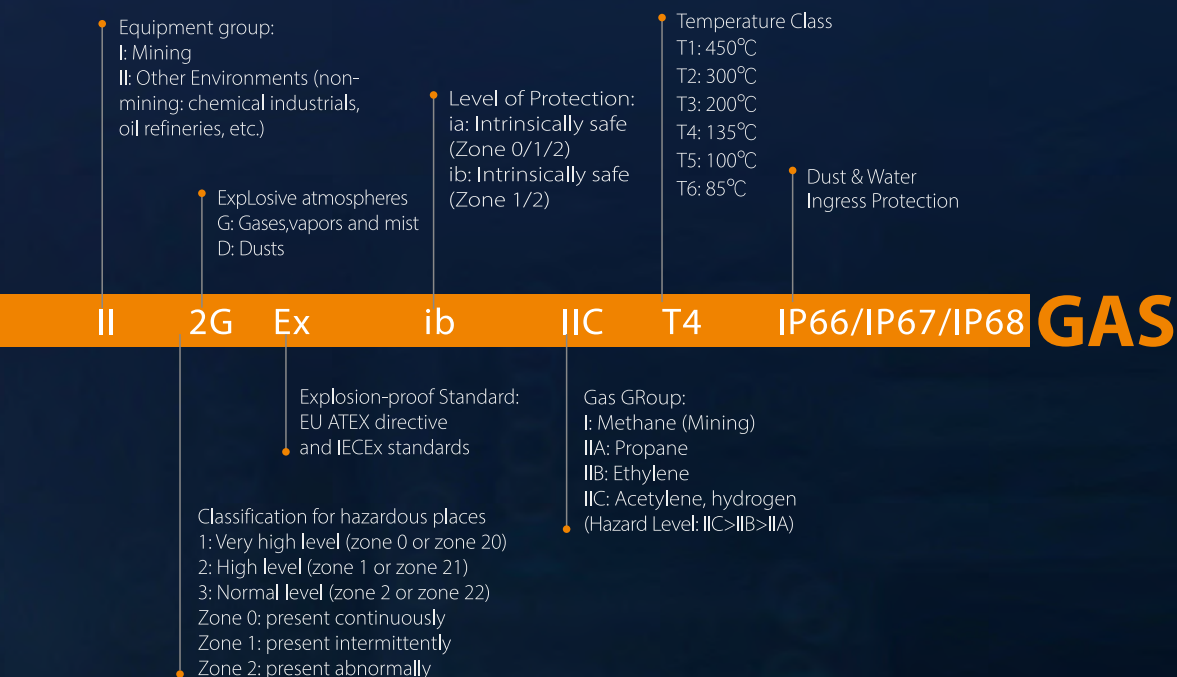 Equipment group:
I: Mining
II: Other Environments (non-
mining: chemical industrials,
oil refineries, etc.)
ExpLosive atmospheres
G: Gases,vapors and mist
D: Dusts
Level of Protection:
ia: Intrinsically safe
(Zone 0/1/2)
ib: Intrinsically safe
(Zone 1/2)
Temperature Class
T1: 450°C
T2: 300°C
T3: 200°C
T4: 135°C
T5: 100°C
T6: 85°C
Dust & Water
Ingress Protection
II 2G Ex ib IIC T4 IP66/IP67/IP68 GAS
Explosion-proof Standard:
EU ATEX directive
and IECEx standards
Classification for hazardous places
1: Very high level (zone 0 or zone 20)
2: High level (zone 1 or zone 21)
3: Normal level (zone 2 or zone 22)
Zone 0: present continuously
Zone 1: present intermittently
Zone 2: present abnormally
Gas GRoup:
I: Methane (Mining)
IIA: Propane
IIB: Ethylene
IIC: Acetylene, hydrogen
(Hazard Level: IIC>IIB>IIA)